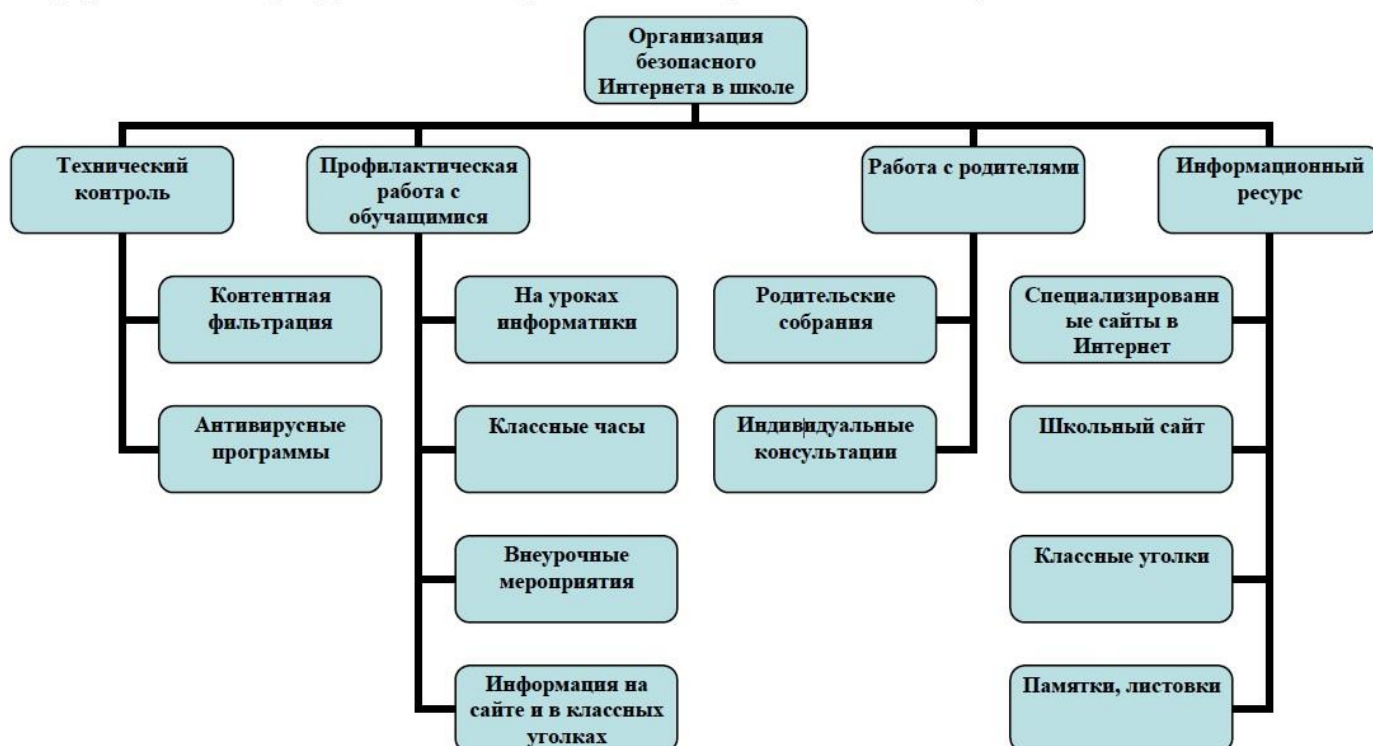 Организация
безопасного
Интернета в школе
Технический
контроль
Профилактическая
работа с
обучащимися
Работа с родителями
Информационный
ресурс
Контентная
фильтрация
На уроках
информатики
Родительские
собрания
Специализированн
ые сайты в
Интернет
Антивирусные
программы
Классные часы
Индивидуальные
консультации
Школьный сайт
Внеурочные
мероприятия
Классные уголки
Информация на
сайте и в классных
уголках
Памятки, листовки